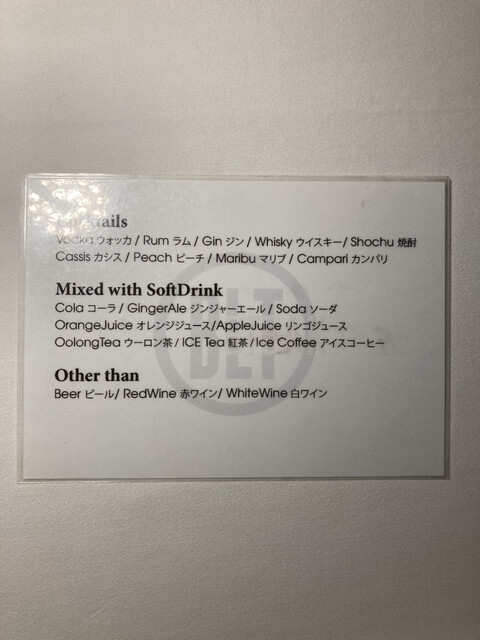 Cocktails
Vodka ウォッカ / Rum ラム / Gin ジン / Whisky ウイスキー / Shochu 焼酎
Cassis カシス / Peach ピーチ / Maribu マリブ / Campari カンパリ
Mixed with SoftDrink
Cola コーラ / GingerAle ジンジャーエール / Soda ソーダ
OrangeJuice オレンジジュース/AppleJuice リンゴジュース
OolongTea ウーロン茶 / ICE Tea 紅茶 / Ice Coffee アイスコーヒー
Other than
Beer ビール/ RedWine 赤ワイン/ WhiteWine 白ワイン